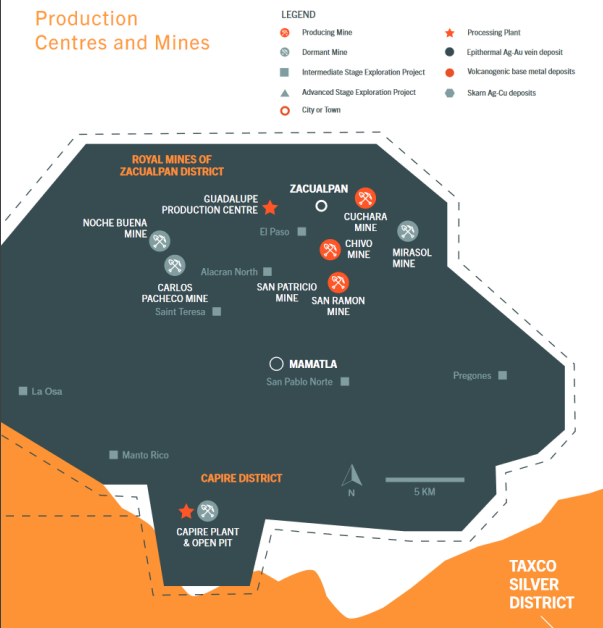 Production
Centres and Mines
LEGEND
Producing Mine
Dormant Mine
Intermediate Stage Exploration Project
Advanced Stage Exploration Project
City or Town
Processing Plant
Epithermal Ag-Au vein deposit
Volcanogenic base metal deposits
Skarn Ag-Cu deposits
ROYAL MINES OF
ZACUALPAN DISTRICT
ZACUALPAN
GUADALUPE
PRODUCTION CENTRE
CUCHARA
MINE
NOCHE BUENA
MINE
El Paso
CHIVO
MINE
MIRASOL
MINE
Alacran North
CARLOS
PACHECO MINE
SAN PATRICIO
MINE
SAN RAMON
MINE
Saint Teresa
MAMATLA
San Pablo Norte
Pregones
La Osa
Manto Rico
CAPIRE DISTRICT
N
5 KM
CAPIRE PLANT
& OPEN PIT
TAXCO
SILVER
DISTRICT